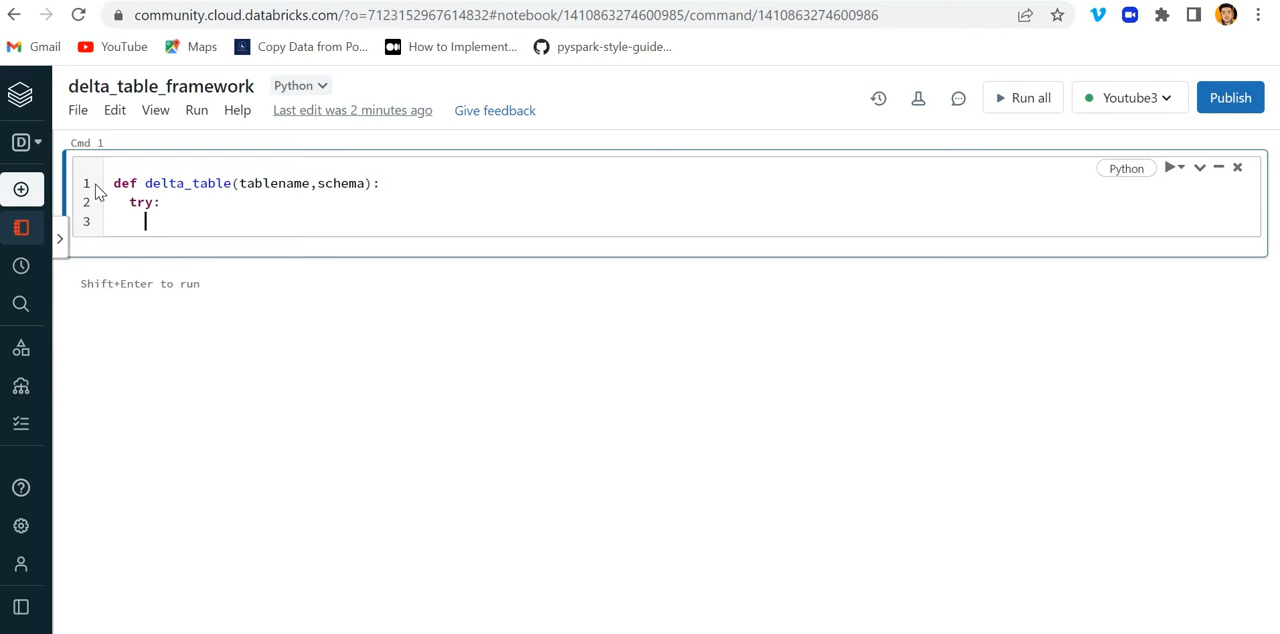 community.cloud.databricks.com/?o=7123152967614832#notebook/1410863274600985/command/1410863274600986
Gmail YouTube Maps Copy Data from Po... How to Implement... pyspark-style-guide...
delta_table_framework Python
File Edit View Run Help Last edit was 2 minutes ago Give feedback
Run all Youtube3 Publish
D
Cmd 1
Python
1 def delta_table(tablename,schema):
2 try:
3
Shift+Enter to run